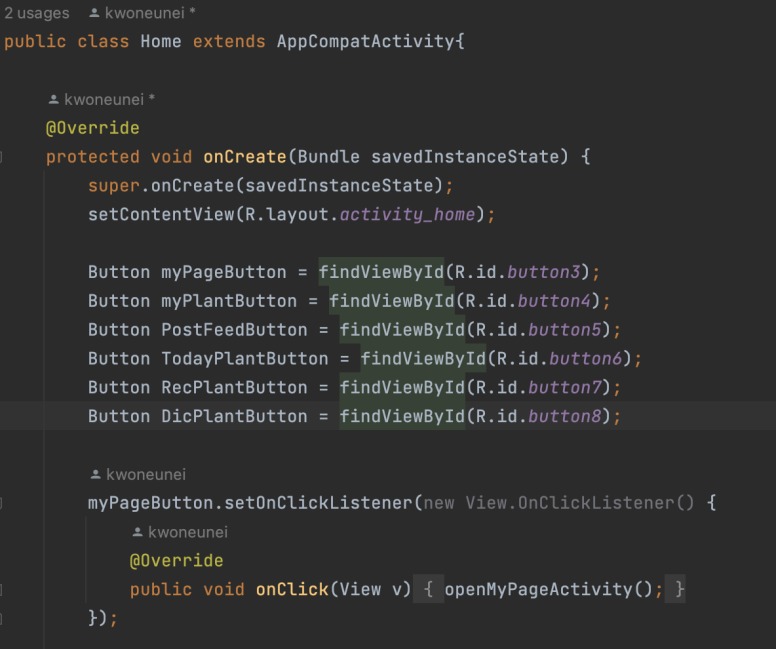 2 usages kwoneunei *
public class Home extends AppCompatActivity{
kwoneunei *
@Override
protected void onCreate(Bundle savedInstanceState) {
super.onCreate(savedInstanceState);
setContentView(R.layout.activity_home);
Button myPageButton = findViewById(R.id.button3);
Button myPlantButton = findViewById(R.id.button4);
Button PostFeedButton = findViewById(R.id.button5);
Button TodayPlantButton = findViewById(R.id.button6);
Button RecPlantButton = findViewById(R.id.button7);
Button DicPlantButton = findViewById(R.id.button8);
kwoneunei
myPageButton.setOnClickListener(new View.OnClickListener() {
kwoneunei
@Override
public void onClick(View v) { openMyPageActivity(); }
});